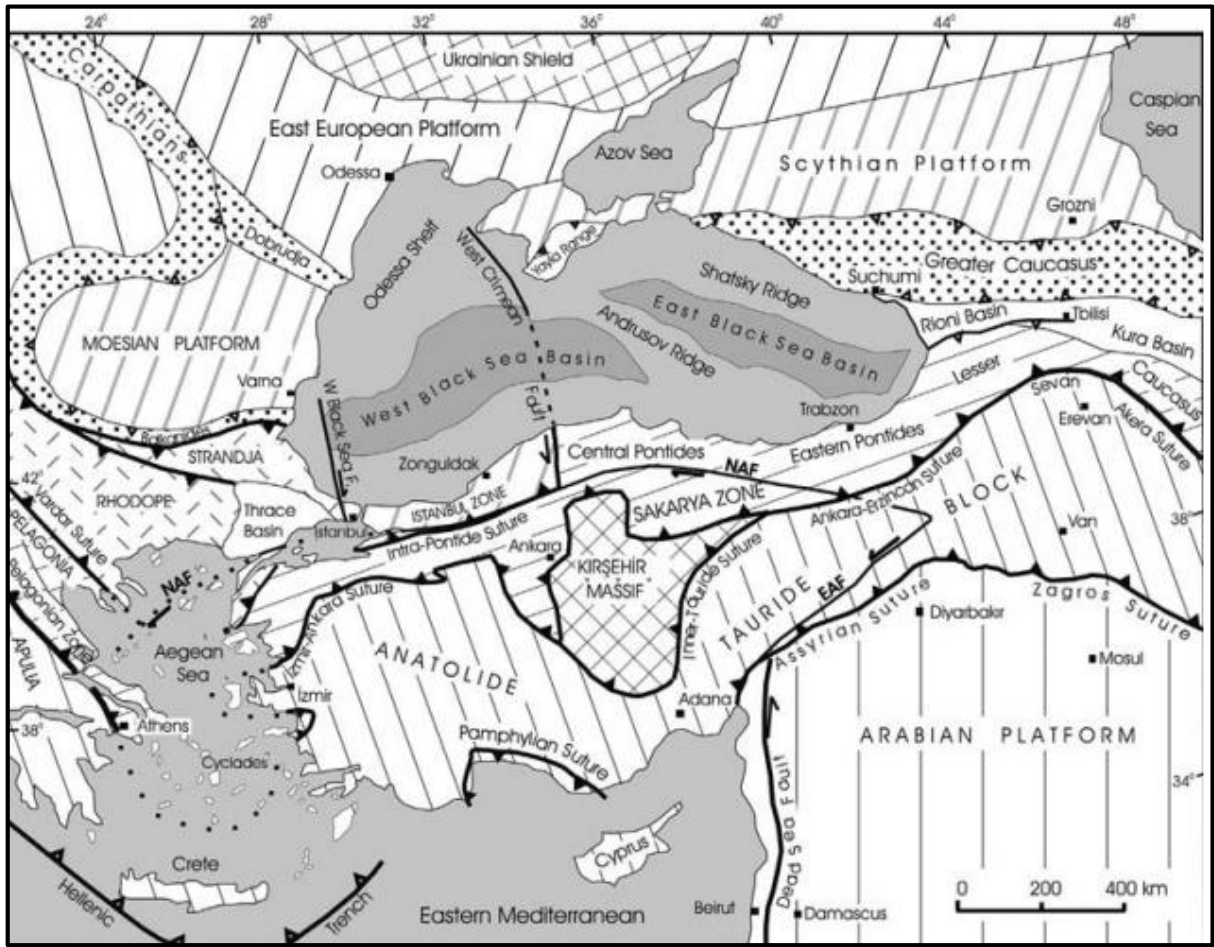 24°
28°
32°
36°
40°
44°
48°
Ukrainian Shield
Carpathians
East European Platform
Caspian
Sea
Azov Sea
Scythian Platform
Odessa
Grozni
Dobrudja
Odessa Shelf
West Crimean
Fault
Yayla Range
Greater Caucasus
Suchumi
Shatsky Ridge
Rioni Basin
Tbilisi
Kura Basin
East Black Sea Basin
Andrusov Ridge
MOESIAN PLATFORM
West Black Sea Basin
Varna
W Black Sea F.
Lesser
Caucasus
Sevan
Akera Suture
Erevan
Trabzon
Balkanides
STRANDJA
Zonguldak
Central Pontides
Eastern Pontides
42°
NAF
38°
Vardar Suture
RHODOPE
Thrace
Basin
İstanbul
ISTANBUL ZONE
SAKARYA ZONE
Ankara-Erzincan Suture
BLOCK
Van
PELAGONIA
Intra-Pontide Suture
Ankara
KIRŞEHİR
MASSIF
Inner-Tauride Suture
TAURIDE
EAF
Assyrian Suture
Diyarbakır
Zagros Suture
NAF
Pelagonian Zone
Aegean
Sea
İzmir-Ankara Suture
ANATOLIDE
Mosul
APULIA
İzmir
Adana
38°
Athens
Pamphylian Suture
ARABIAN PLATFORM
Cyclades
34°
Dead Sea Fault
Crete
Cyprus
0 200 400 km
Hellenic
Trench
Eastern Mediterranean
Beiruf
Damascus